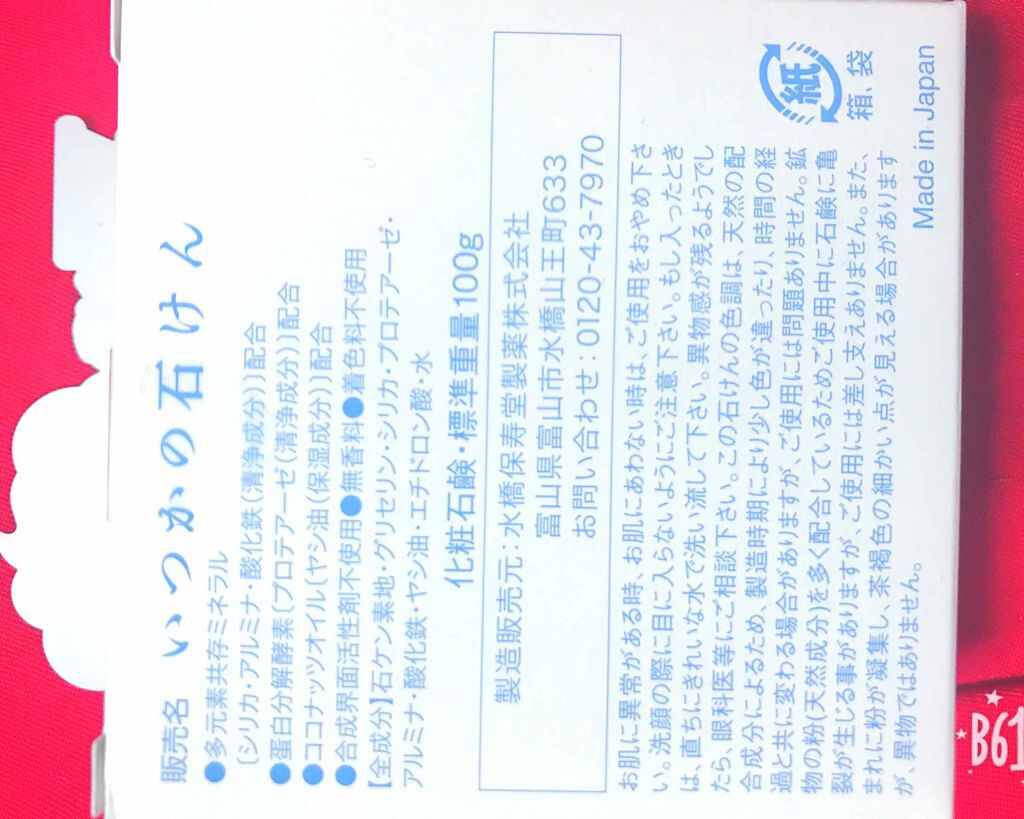 販売名 いつかの石けん
●多元素共存ミネラル
(シリカ・アルミナ・酸化鉄(清浄成分))配合
●蛋白分解酵素〔プロテアーゼ(清浄成分)〕配合
●ココナッツオイル(ヤシ油(保湿成分))配合
●合成界面活性剤不使用●無香料●着色料不使用
【全成分】石ケン素地・グリセリン・シリカ・プロテアーゼ・
アルミナ・酸化鉄・ヤシ油・エチドロン酸・水
化粧石鹸・標準重量100g
製造販売元:水橋保寿堂製薬株式会社
富山県富山市水橋山王町633
お問い合わせ:0120-43-7970
お肌に異常がある時、お肌にあわない時は、ご使用をおやめ下さ
い。洗顔の際に目に入らないようにご注意下さい。もし入ったとき
は、直ちにきれいな水で洗い流して下さい。異物感が残るようでし
たら、眼科医等にご相談下さい。この石けんの色調は、天然の配
合成分によるため、製造時期により少し色が違ったり、時間の経
過と共に変わる場合がありますが、ご使用には問題ありません。鉱
物の粉(天然成分)を多く配合しているためご使用中に石鹸に亀
裂が生じる事がありますが、ご使用には差し支えありません。また、
まれに粉が凝集し、茶褐色の細かい点が見える場合があります
が、異物ではありません。
紙
箱、袋
Made in Japan
B61